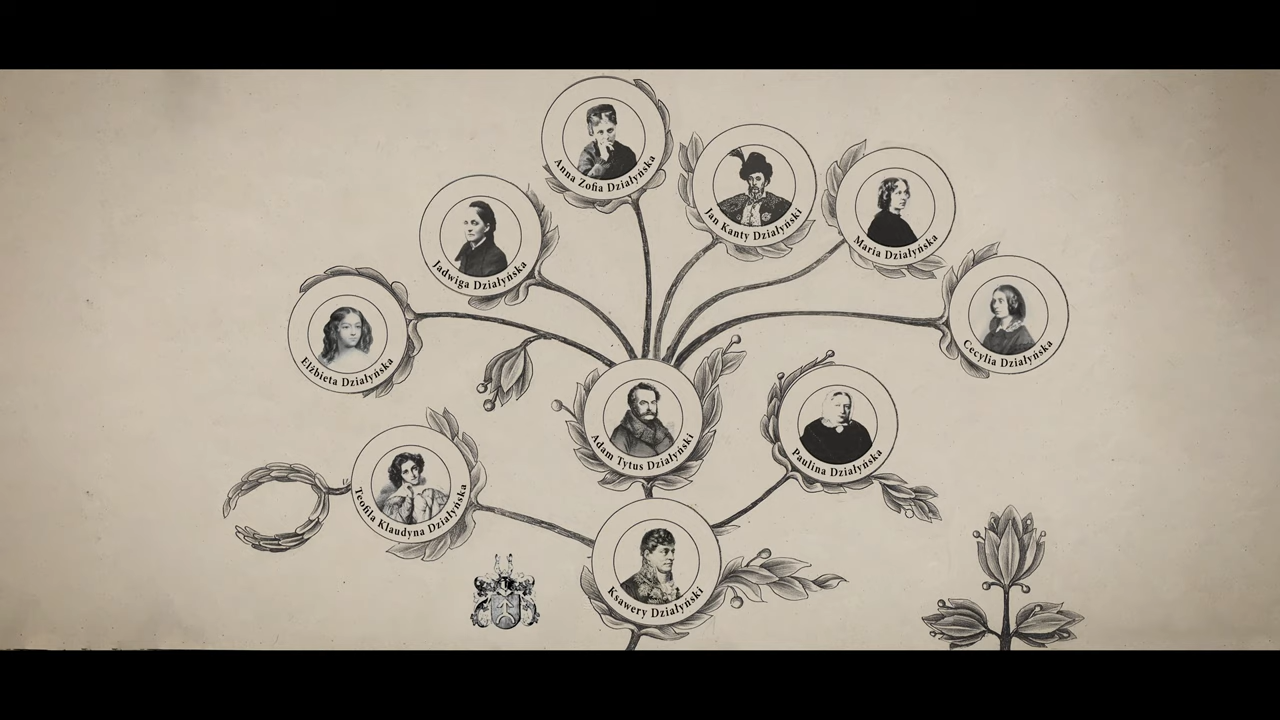 Anna Zofia Działyńska
Jan Kanty Działyński
Maria Działyńska
Jadwiga Działyńska
Cecylia Działyńska
Elżbieta Działyńska
Adam Tytus Działyński
Paulina Działyńska
Teofila Klaudyna Działyńska
Ksawery Działyński